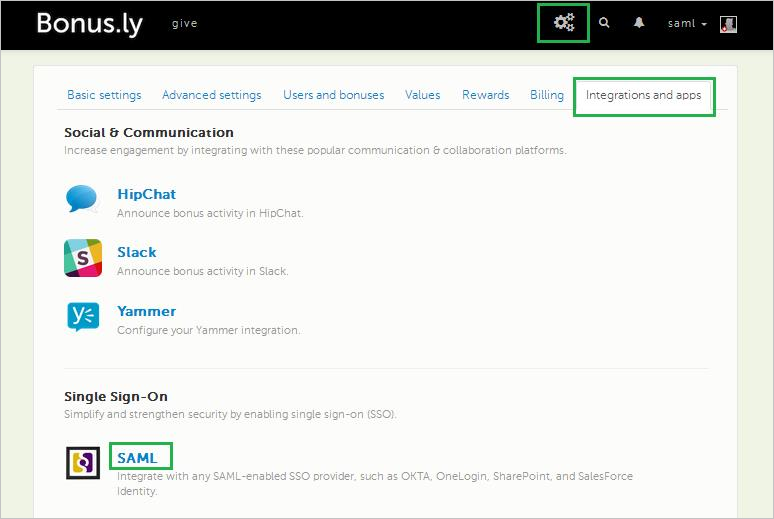 Bonus.ly give saml
Basic settings Advanced settings Users and bonuses Values Rewards Billing Integrations and apps
Social & Communication
Increase engagement by integrating with these popular communication & collaboration platforms.
HipChat
Announce bonus activity in HipChat.
Slack
Announce bonus activity in Slack.
Yammer
Configure your Yammer integration.
Single Sign-On
Simplify and strengthen security by enabling single sign-on (SSO).
SAML
Integrate with any SAML-enabled SSO provider, such as OKTA, OneLogin, SharePoint, and SalesForce
Identity.